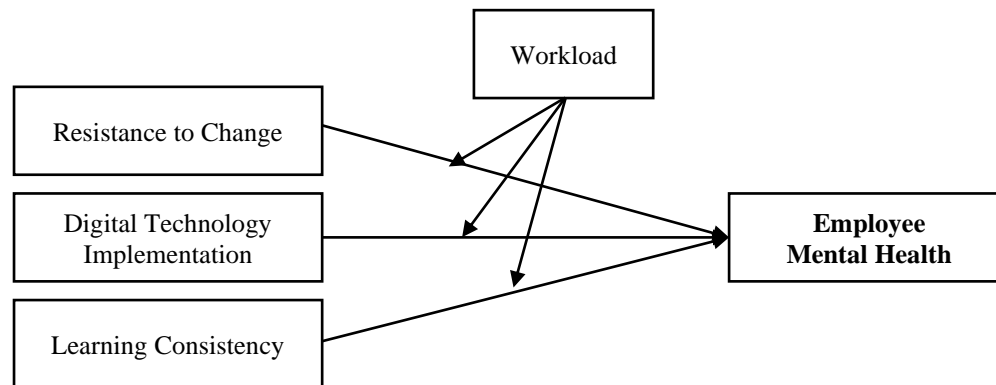 Workload
Resistance to Change
Digital Technology
Implementation
Employee
Mental Health
Learning Consistency